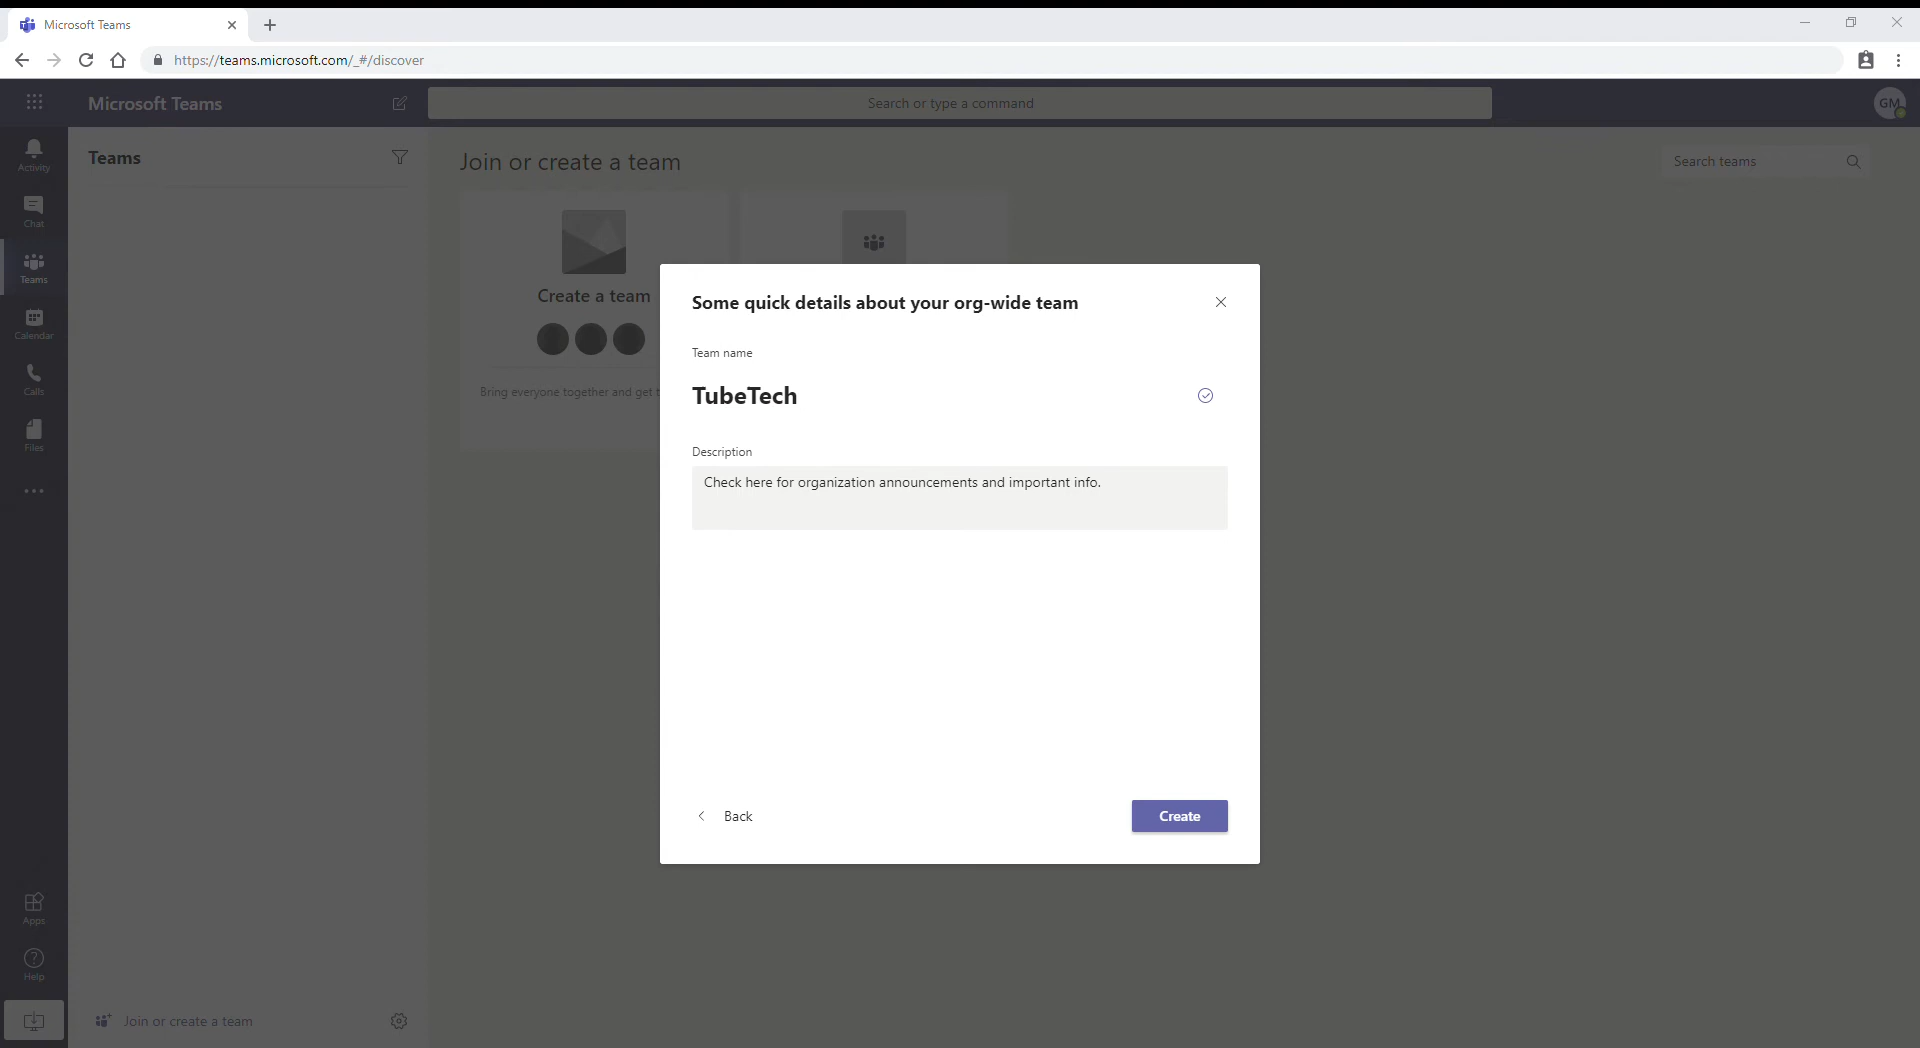 Microsoft Teams
https://teams.microsoft.com/_#/discover
Microsoft Teams
Search or type a command
GM
Activity
Chat
Teams
Calendar
Calls
Files
Apps
Help
Teams
Join or create a team
Search teams
Create a team
Bring everyone together and get t
Some quick details about your org-wide team
Team name
TubeTech
Description
Check here for organization announcements and important info.
Back
Create
Join or create a team